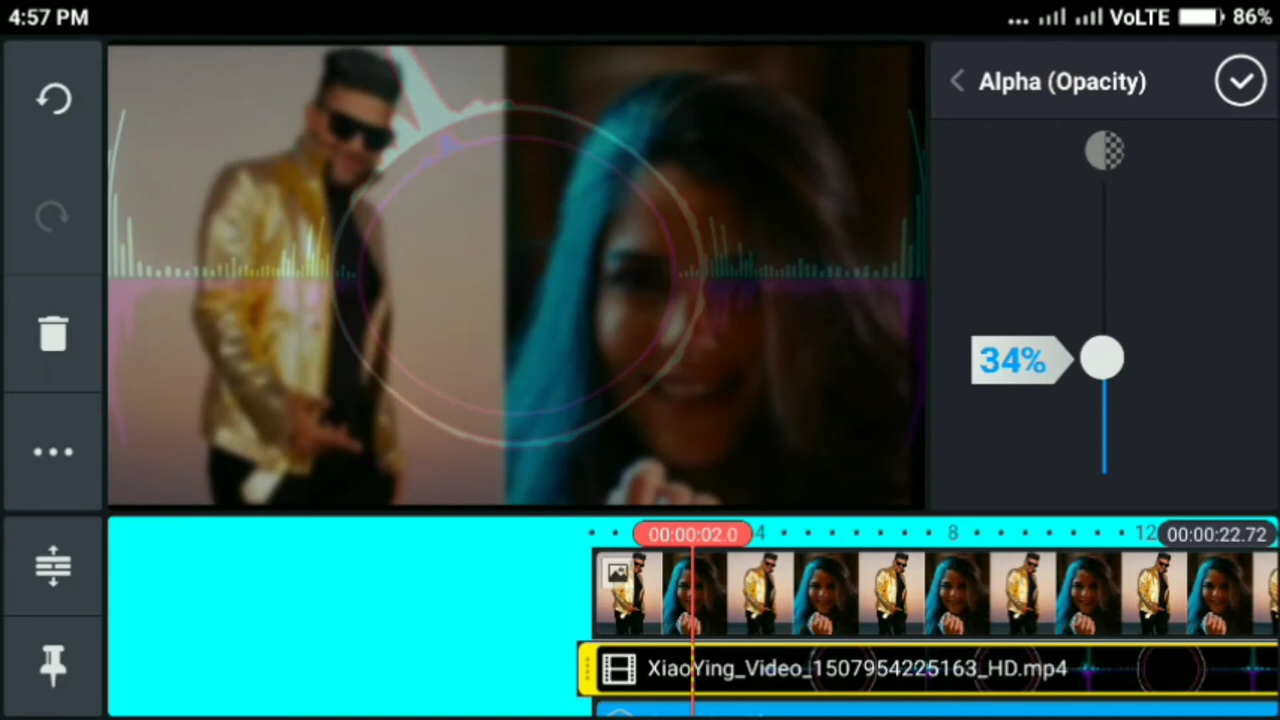 4:57 PM
VoLTE 86%
Alpha (Opacity)
34%
00:00:02.0 4 8 12 00:00:22.72
XiaoYing_Video_1507954225163_HD.mp4